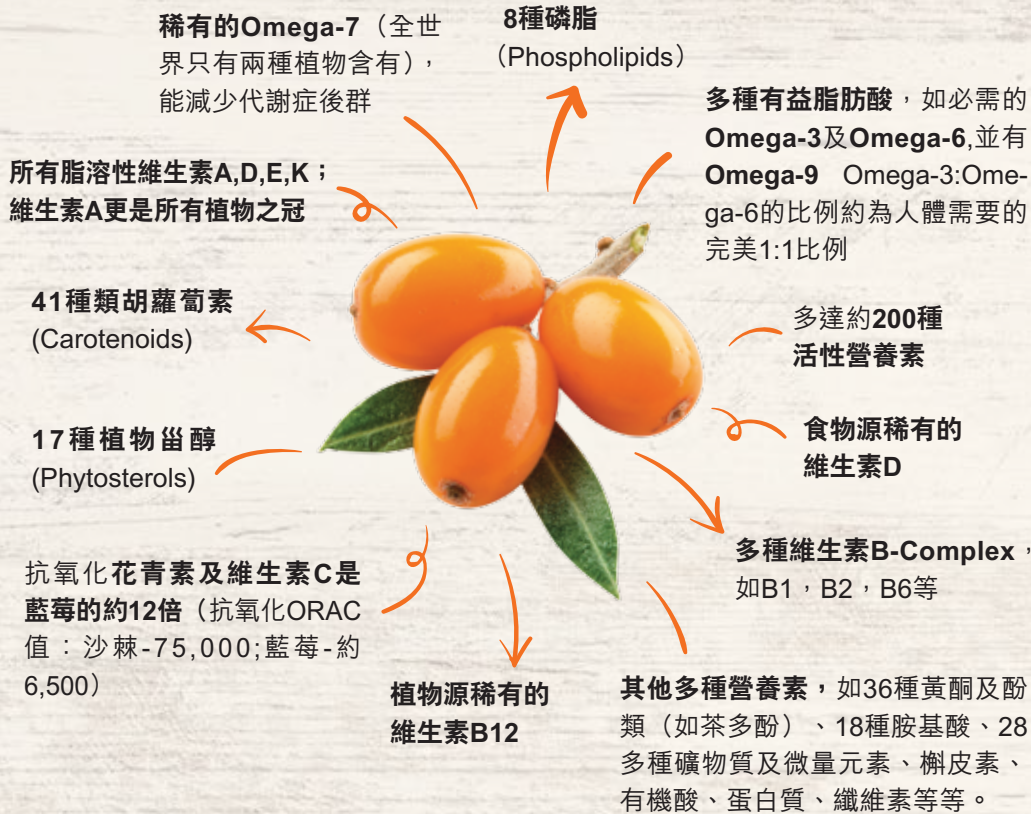 稀有的Omega-7（全世
界只有兩種植物含有），
能減少代謝症後群
8種磷脂
（Phospholipids）
多種有益脂肪酸，如必需的
Omega-3及Omega-6,並有
Omega-9 Omega-3:Ome-
ga-6的比例約為人體需要的
完美1:1比例
所有脂溶性維生素A,D,E,K；
維生素A更是所有植物之冠
41種類胡蘿蔔素
(Carotenoids)
多達約200種
活性營養素
17種植物甾醇
(Phytosterols)
食物源稀有的
維生素D
多種維生素B-Complex，
如B1，B2，B6等
抗氧化花青素及維生素C是
藍莓的約12倍（抗氧化ORAC
值：沙棘-75,000;藍莓-約
6,500）
植物源稀有的
維生素B12
其他多種營養素，如36種黃酮及酚
類（如茶多酚）、18種胺基酸、28
多種礦物質及微量元素、槲皮素、
有機酸、蛋白質、纖維素等等。